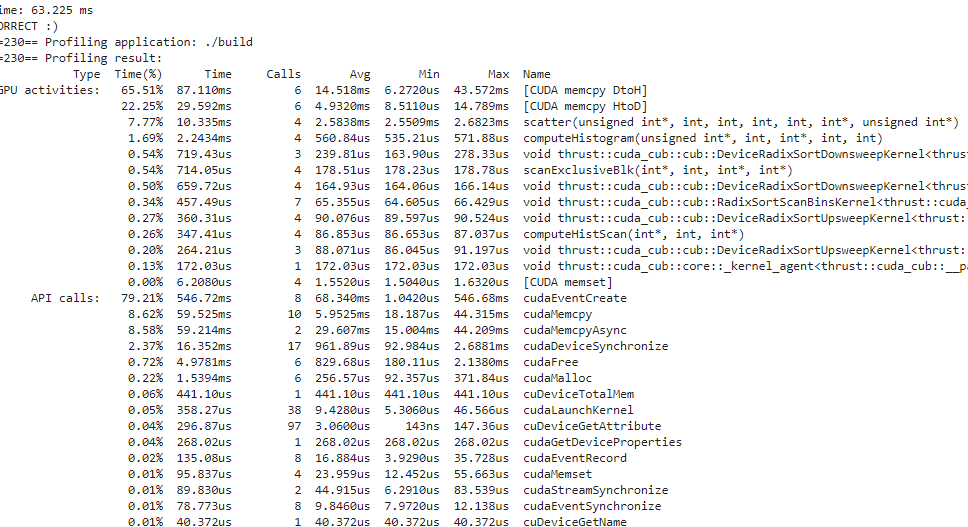 ime: 63.225 ms
ORRECT :)
=230== Profiling application: ./build
=230== Profiling result:
Type Time(%) Time Calls Avg Min Max Name
GPU activities: 65.51% 87.110ms 6 14.518ms 6.2720us 43.572ms [CUDA memcpy DtoH]
22.25% 29.592ms 6 4.9320ms 8.5110us 14.789ms [CUDA memcpy HtoD]
7.77% 10.335ms 4 2.5838ms 2.5509ms 2.6823ms scatter(unsigned int*, int, int, int, int, int*, unsigned int*)
1.69% 2.2434ms 4 560.84us 535.21us 571.88us computeHistogram(unsigned int*, int, int*, int, int)
0.54% 719.43us 3 239.81us 163.90us 278.33us void thrust::cuda_cub::cub::DeviceRadixSortDownsweepKernel<thrust
0.54% 714.05us 4 178.51us 178.23us 178.78us scanExclusiveBlk(int*, int, int*, int*)
0.50% 659.72us 4 164.93us 164.06us 166.14us void thrust::cuda_cub::cub::DeviceRadixSortDownsweepKernel<thrust
0.34% 457.49us 7 65.355us 64.605us 66.429us void thrust::cuda_cub::cub::RadixSortScanBinsKernel<thrust::cuda_
0.27% 360.31us 4 90.076us 89.597us 90.524us void thrust::cuda_cub::cub::DeviceRadixSortUpsweepKernel<thrust::
0.26% 347.41us 4 86.853us 86.653us 87.037us computeHistScan(int*, int, int*)
0.20% 264.21us 3 88.071us 86.045us 91.197us void thrust::cuda_cub::cub::DeviceRadixSortUpsweepKernel<thrust::
0.13% 172.03us 1 172.03us 172.03us 172.03us void thrust::cuda_cub::core::_kernel_agent<thrust::cuda_cub::__pa
0.00% 6.2080us 4 1.5520us 1.5040us 1.6320us [CUDA memset]
API calls: 79.21% 546.72ms 8 68.340ms 1.0420us 546.68ms cudaEventCreate
8.62% 59.525ms 10 5.9525ms 18.187us 44.315ms cudaMemcpy
8.58% 59.214ms 2 29.607ms 15.004ms 44.209ms cudaMemcpyAsync
2.37% 16.352ms 17 961.89us 92.984us 2.6881ms cudaDeviceSynchronize
0.72% 4.9781ms 6 829.68us 180.11us 2.1380ms cudaFree
0.22% 1.5394ms 6 256.57us 92.357us 371.84us cudaMalloc
0.06% 441.10us 1 441.10us 441.10us 441.10us cuDeviceTotalMem
0.05% 358.27us 38 9.4280us 5.3060us 46.566us cudaLaunchKernel
0.04% 296.87us 97 3.0600us 143ns 147.36us cuDeviceGetAttribute
0.04% 268.02us 1 268.02us 268.02us 268.02us cudaGetDeviceProperties
0.02% 135.08us 8 16.884us 3.9290us 35.728us cudaEventRecord
0.01% 95.837us 4 23.959us 12.452us 55.663us cudaMemset
0.01% 89.830us 2 44.915us 6.2910us 83.539us cudaStreamSynchronize
0.01% 78.773us 8 9.8460us 7.9720us 12.138us cudaEventSynchronize
0.01% 40.372us 1 40.372us 40.372us 40.372us cuDeviceGetName